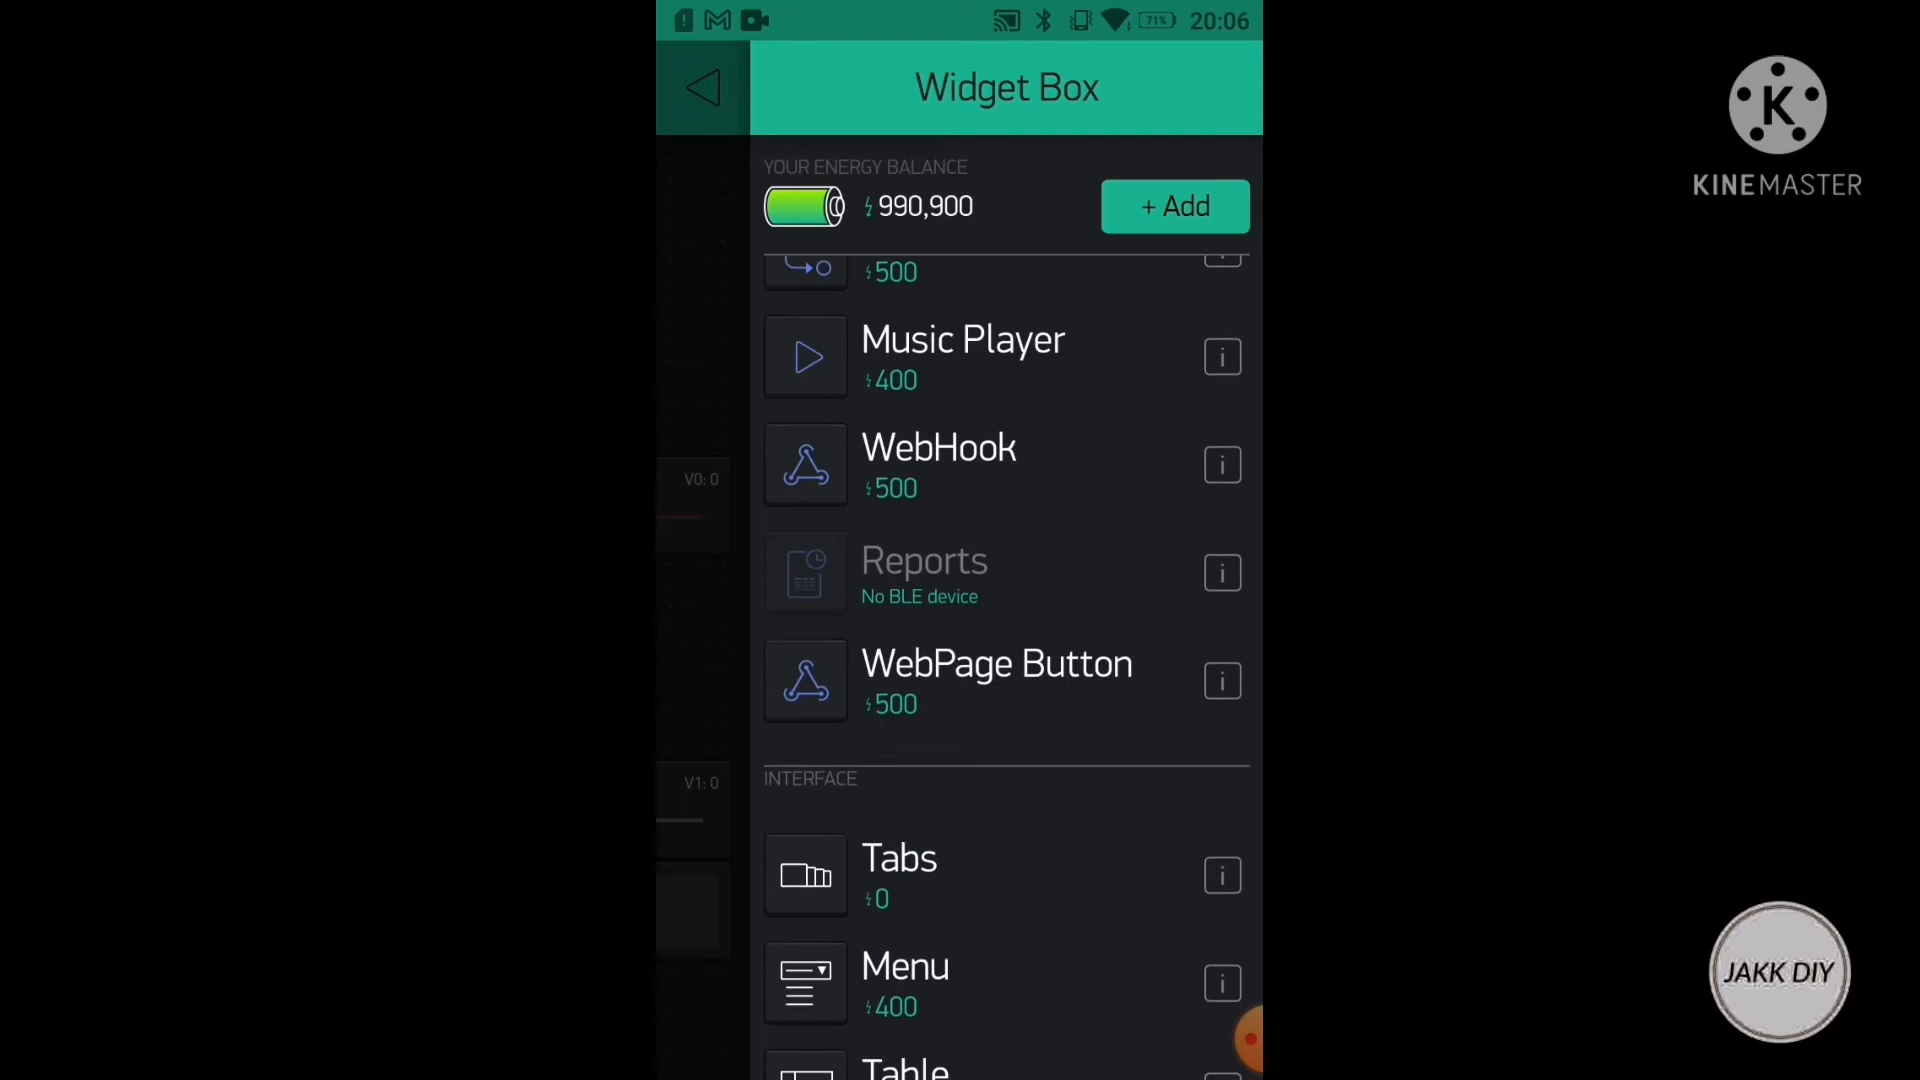 71%
20:06
Widget Box
YOUR ENERGY BALANCE
990,900
+ Add
500
Music Player
400
WebHook
500
Reports
No BLE device
WebPage Button
500
INTERFACE
Tabs
0
Menu
400
Table
V0: 0
V1: 0
K
KINEMASTER
JAKK DIY